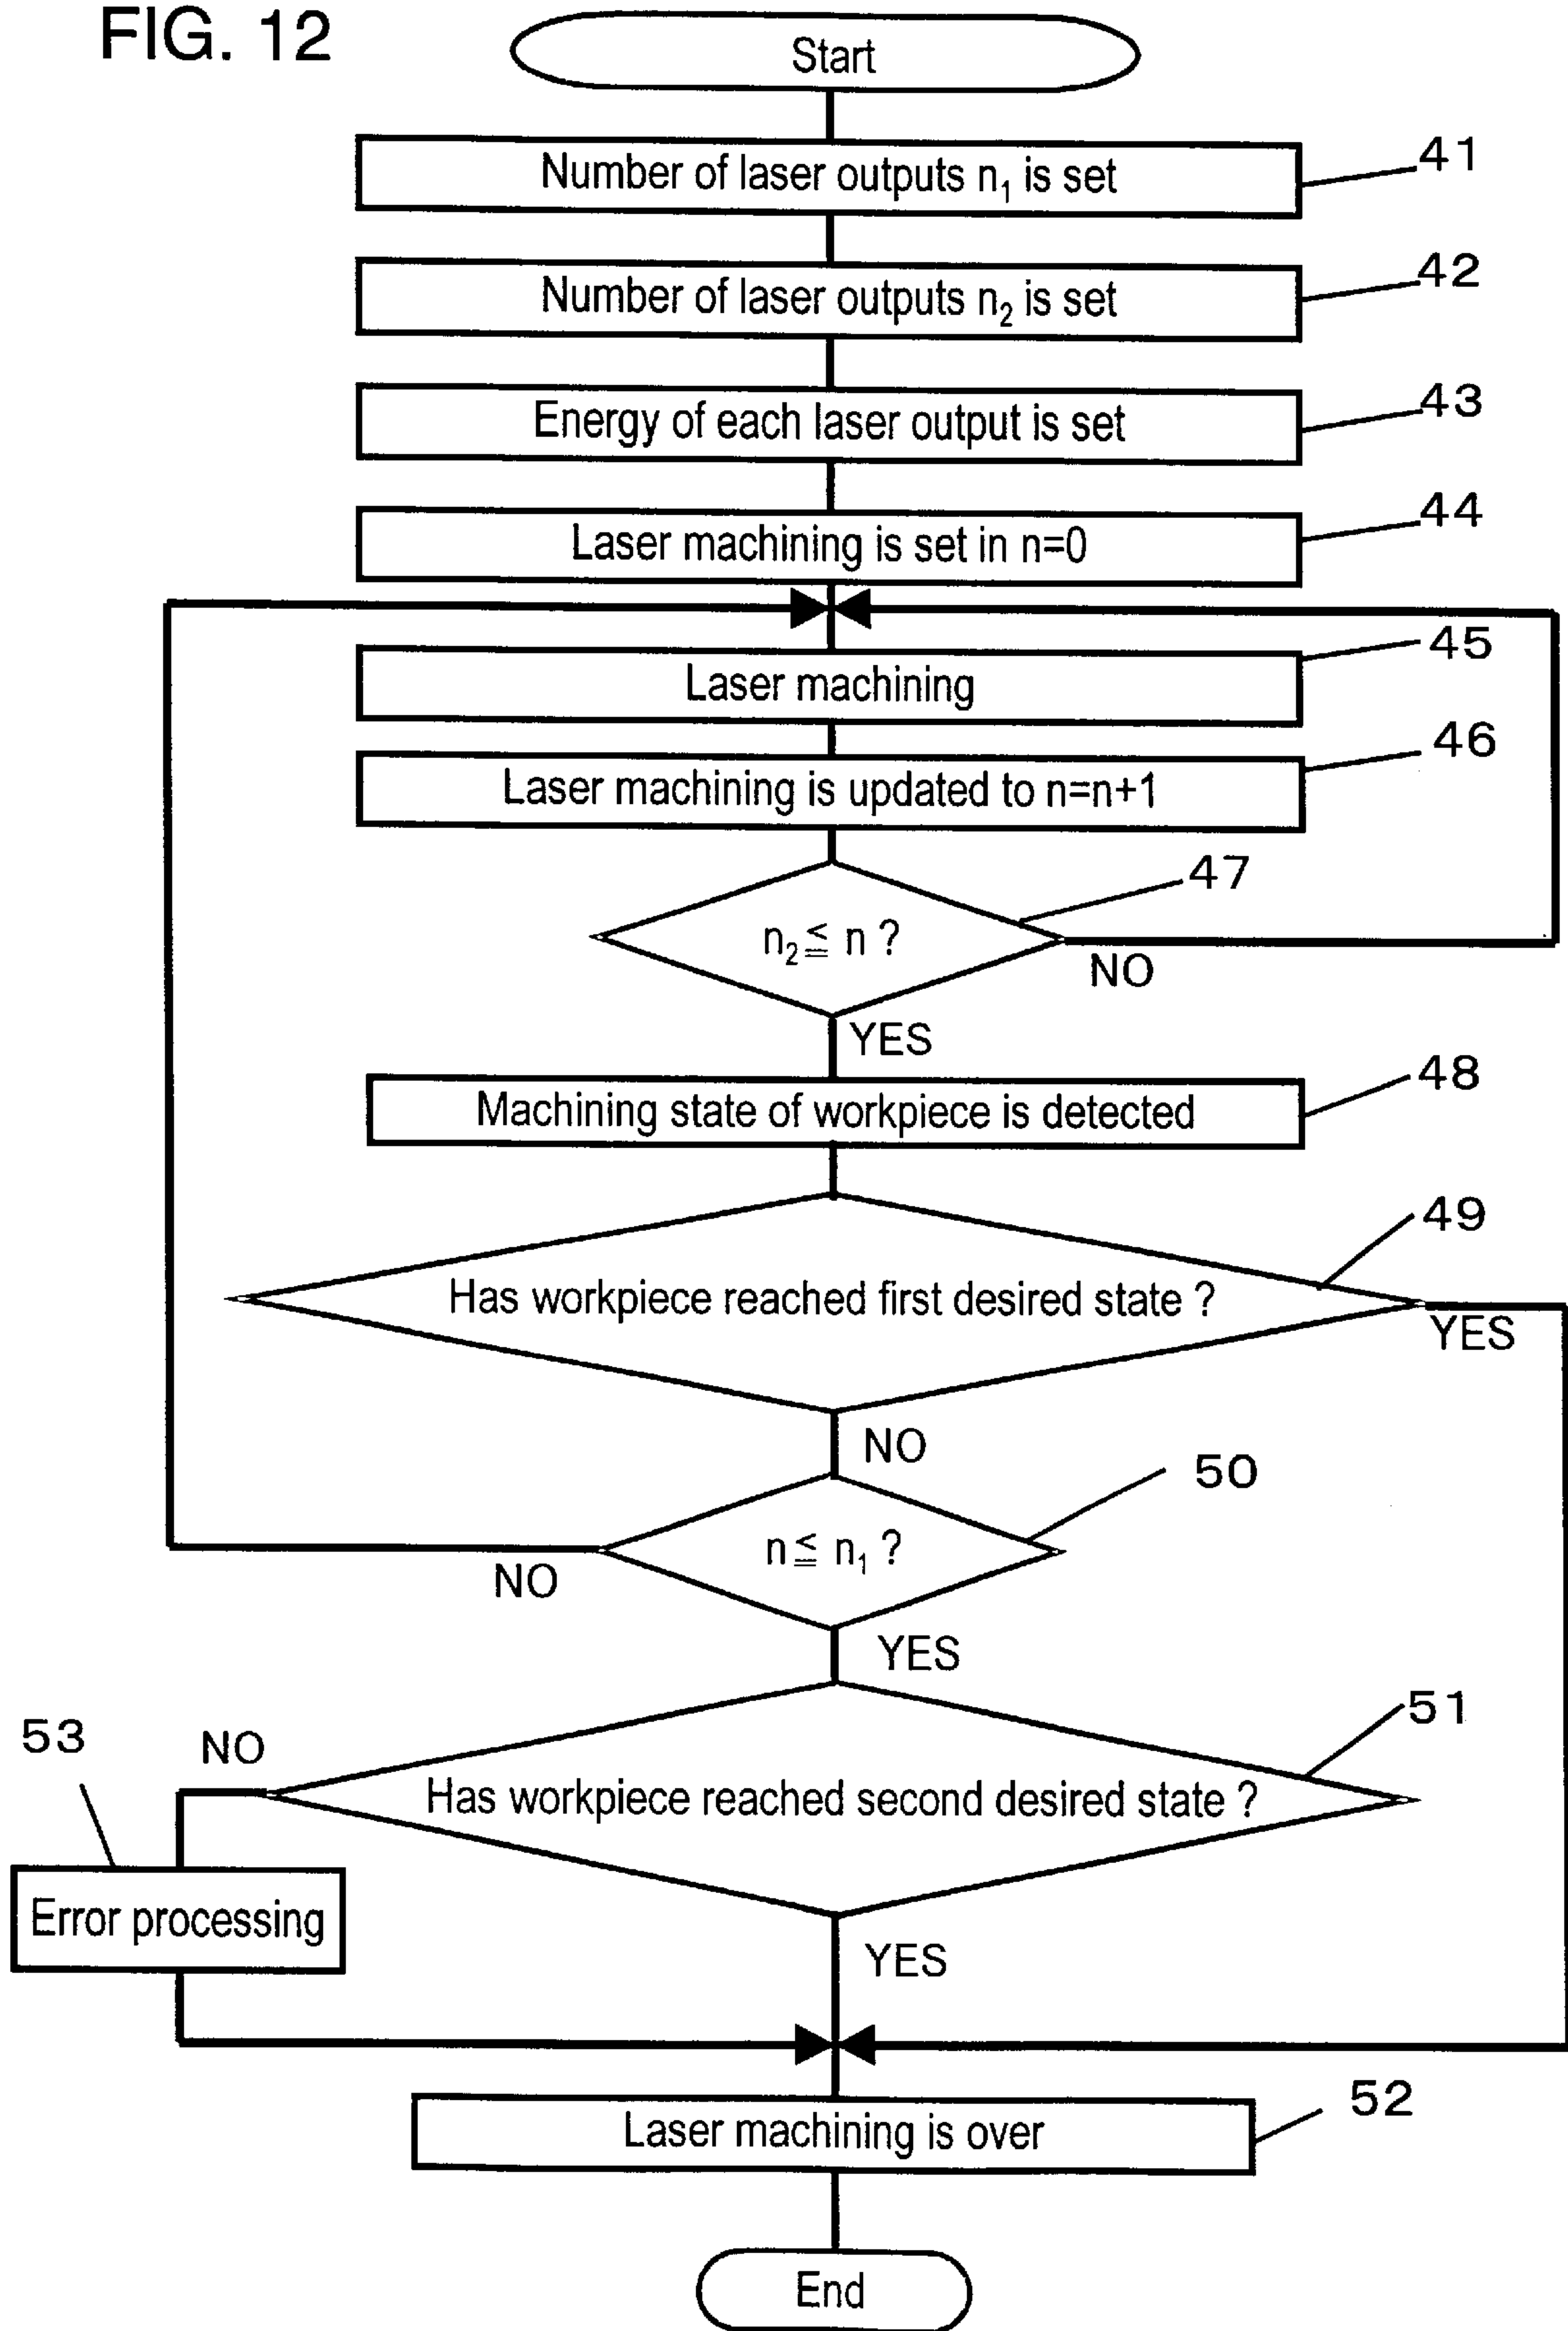 FIG. 12
Start
Number of laser outputs n₁ is set
41
Number of laser outputs n₂ is set
42
Energy of each laser output is set
43
Laser machining is set in n=0
44
Laser machining
45
Laser machining is updated to n=n+1
46
n₂ ≦ n ?
47
NO
YES
Machining state of workpiece is detected
48
Has workpiece reached first desired state ?
49
YES
NO
n ≦ n₁ ?
50
NO
YES
Has workpiece reached second desired state ?
51
NO
53
Error processing
YES
Laser machining is over
52
End